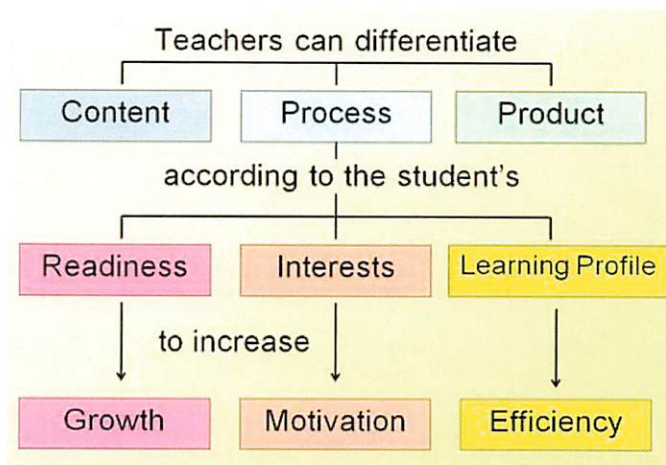 Teachers can differentiate
Content Process Product
according to the student's
Readiness Interests Learning Profile
to increase
Growth Motivation Efficiency